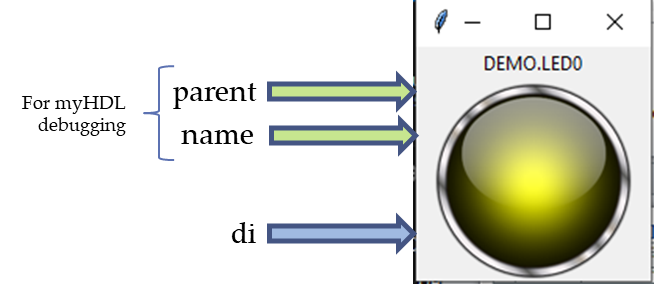 DEMO.LED0
For myHDL
debugging
parent
name
di